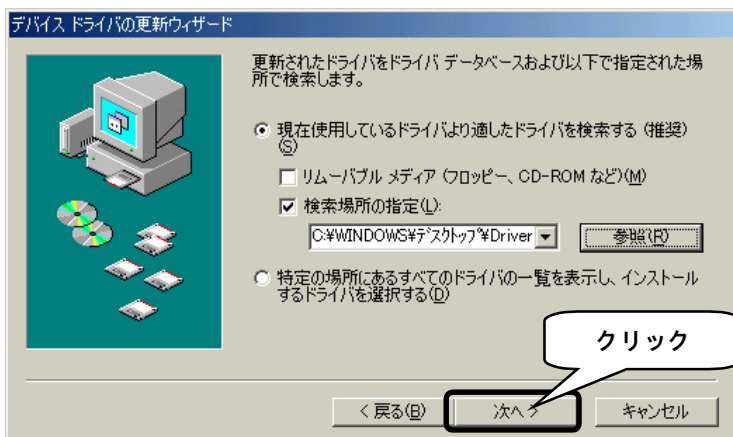 デバイス ドライバの更新ウィザード
更新されたドライバをドライバ データベースおよび以下で指定された場
所で検索します。
現在使用しているドライバより適したドライバを検索する (推奨)
(S)
リムーバブル メディア (フロッピー、CD-ROM など)(M)
検索場所の指定(L):
C:¥WINDOWS¥ﾃﾞｽｸﾄｯﾌﾟ¥Driver
参照(R)
特定の場所にあるすべてのドライバの一覧を表示し、インストール
するドライバを選択する(D)
クリック
< 戻る(B)
次へ >
キャンセル